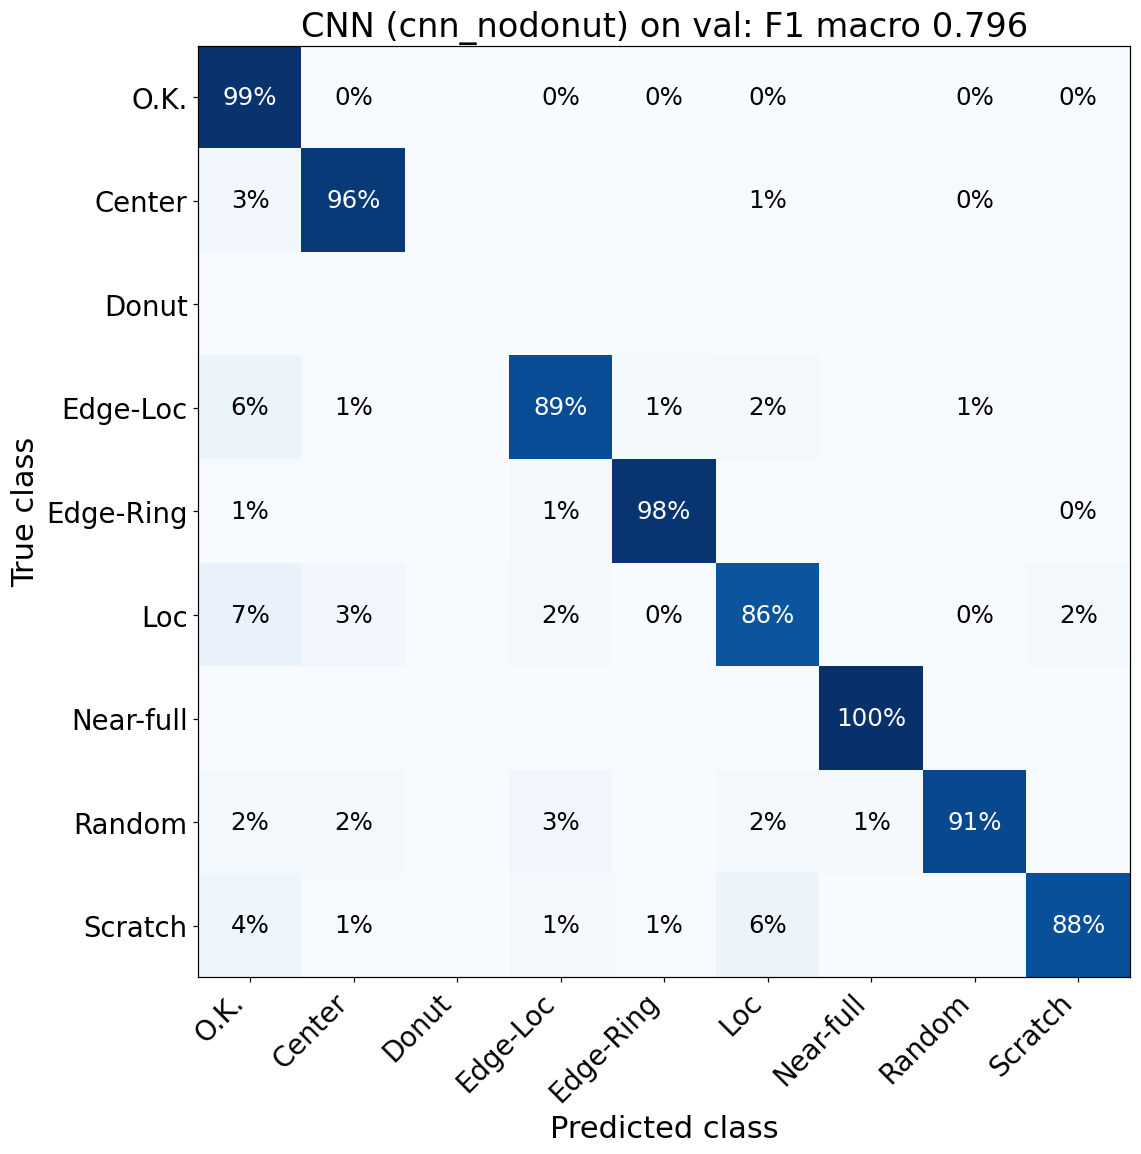 CNN (cnn_nodonut) on val: F1 macro 0.796
O.K. 99% 0% 0% 0% 0% 0% 0%
Center 3% 96% 1% 0%
Donut
Edge-Loc 6% 1% 89% 1% 2% 1%
Edge-Ring 1% 1% 98% 0%
Loc 7% 3% 2% 0% 86% 0% 2%
Near-full 100%
Random 2% 2% 3% 2% 1% 91%
Scratch 4% 1% 1% 1% 6% 88%
True class
O.K. Center Donut Edge-Loc Edge-Ring Loc Near-full Random Scratch
Predicted class